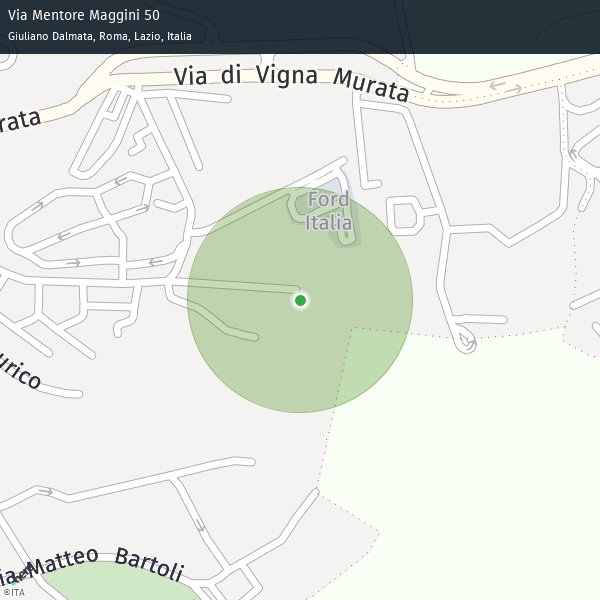 Via Mentore Maggini 50
Giuliano Dalmata, Roma, Lazio, Italia
Via di Vigna Murata
rata
Ford
Italia
urico
ia Matteo Bartoli
©ITA